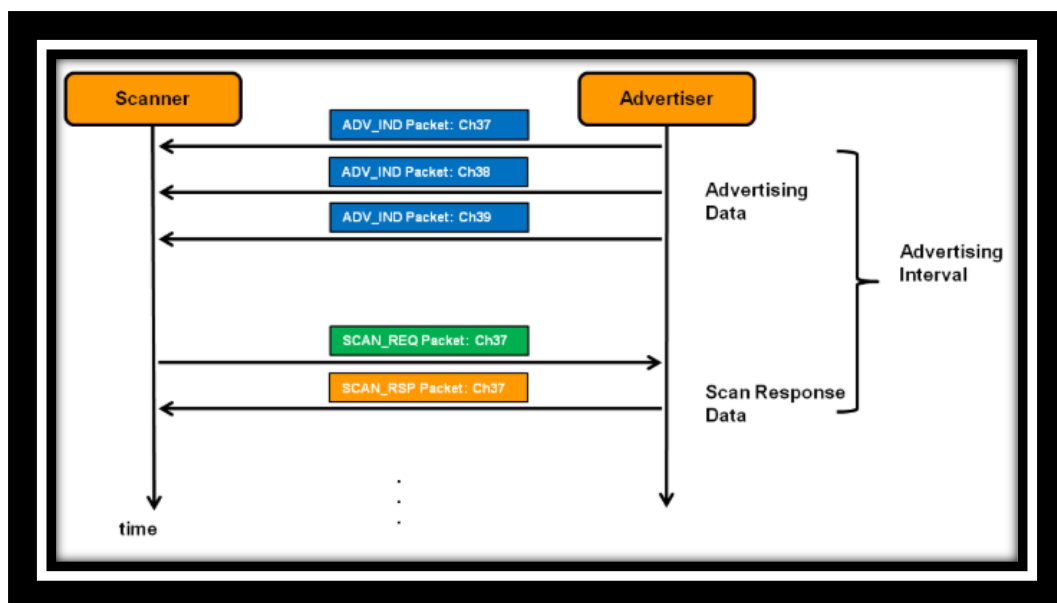 Scanner
Advertiser
ADV_IND Packet: Ch37
ADV_IND Packet: Ch38
Advertising
Data
ADV_IND Packet: Ch39
Advertising
Interval
SCAN_REQ Packet: Ch37
SCAN_RSP Packet: Ch37
Scan Response
Data
time